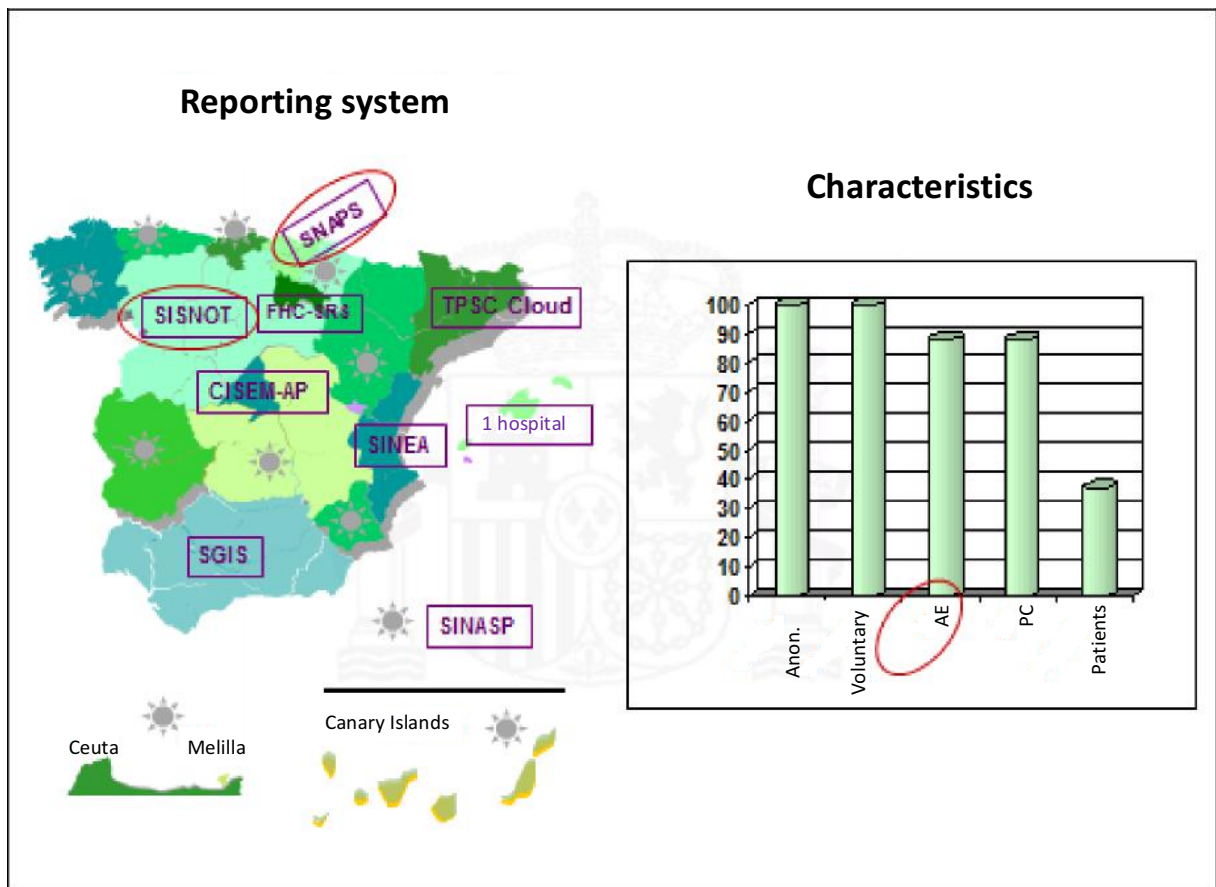 Reporting system
SNAPS
SISNOT
FHC-SRS
TPSC Cloud
CISEM-AP
1 hospital
SINEA
SGIS
SINASP
Ceuta
Melilla
Canary Islands
Characteristics
100
90
80
70
60
50
40
30
20
10
0
Anon.
Voluntary
AE
PC
Patients